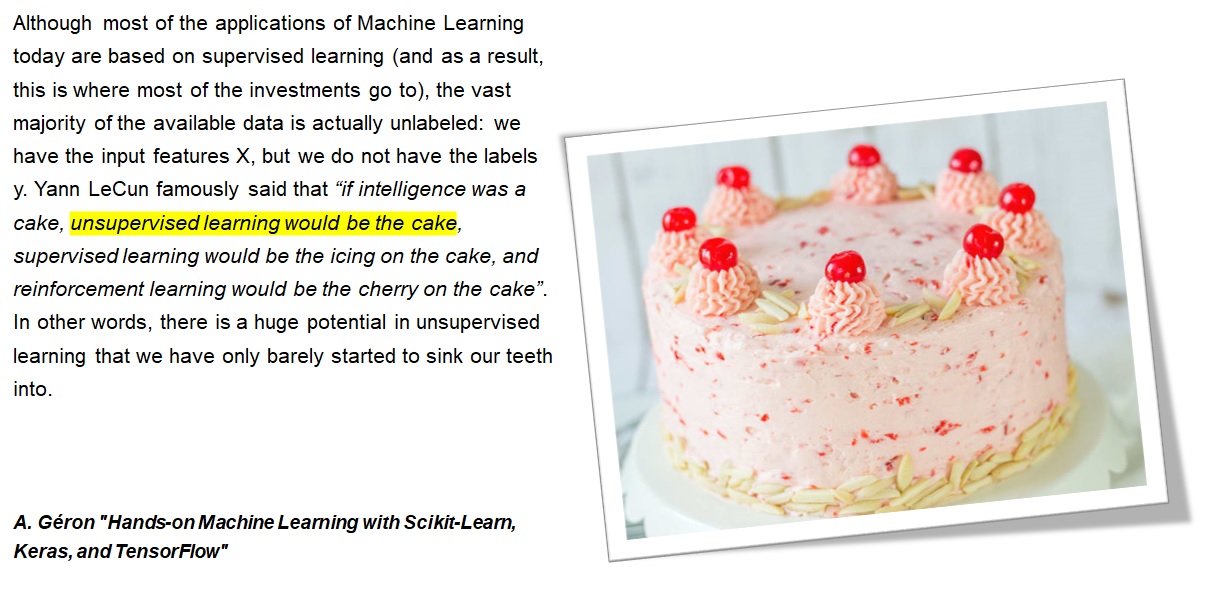 Although most of the applications of Machine Learning
today are based on supervised learning (and as a result,
this is where most of the investments go to), the vast
majority of the available data is actually unlabeled: we
have the input features X, but we do not have the labels
y. Yann LeCun famously said that “if intelligence was a
cake, unsupervised learning would be the cake,
supervised learning would be the icing on the cake, and
reinforcement learning would be the cherry on the cake”.
In other words, there is a huge potential in unsupervised
learning that we have only barely started to sink our teeth
into.
A. Géron "Hands-on Machine Learning with Scikit-Learn,
Keras, and TensorFlow"